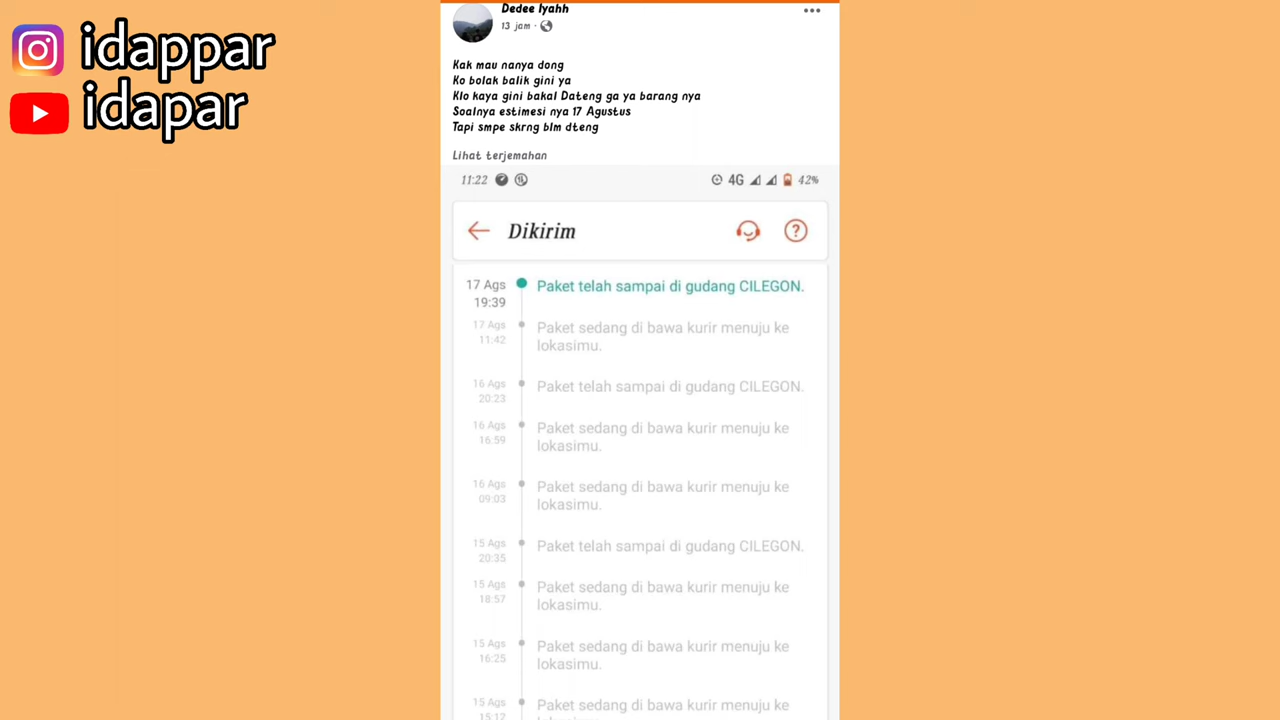 idappar
idapar
Dedee Iyahh
13 jam ·
Kak mau nanya dong
Ko bolak balik gini ya
Klo kaya gini bakal Dateng ga ya barang nya
Soalnya estimesi nya 17 Agustus
Tapi smpe skrng blm dteng
Lihat terjemahan
11:22 4G 42%
Dikirim
17 Ags
19:39
Paket telah sampai di gudang CILEGON.
17 Ags
11:42
Paket sedang di bawa kurir menuju ke
lokasimu.
16 Ags
20:23
Paket telah sampai di gudang CILEGON.
16 Ags
16:59
Paket sedang di bawa kurir menuju ke
lokasimu.
16 Ags
09:03
Paket sedang di bawa kurir menuju ke
lokasimu.
15 Ags
20:35
Paket telah sampai di gudang CILEGON.
15 Ags
18:57
Paket sedang di bawa kurir menuju ke
lokasimu.
15 Ags
16:25
Paket sedang di bawa kurir menuju ke
lokasimu.
15 Ags
15:12
Paket sedang di bawa kurir menuju ke